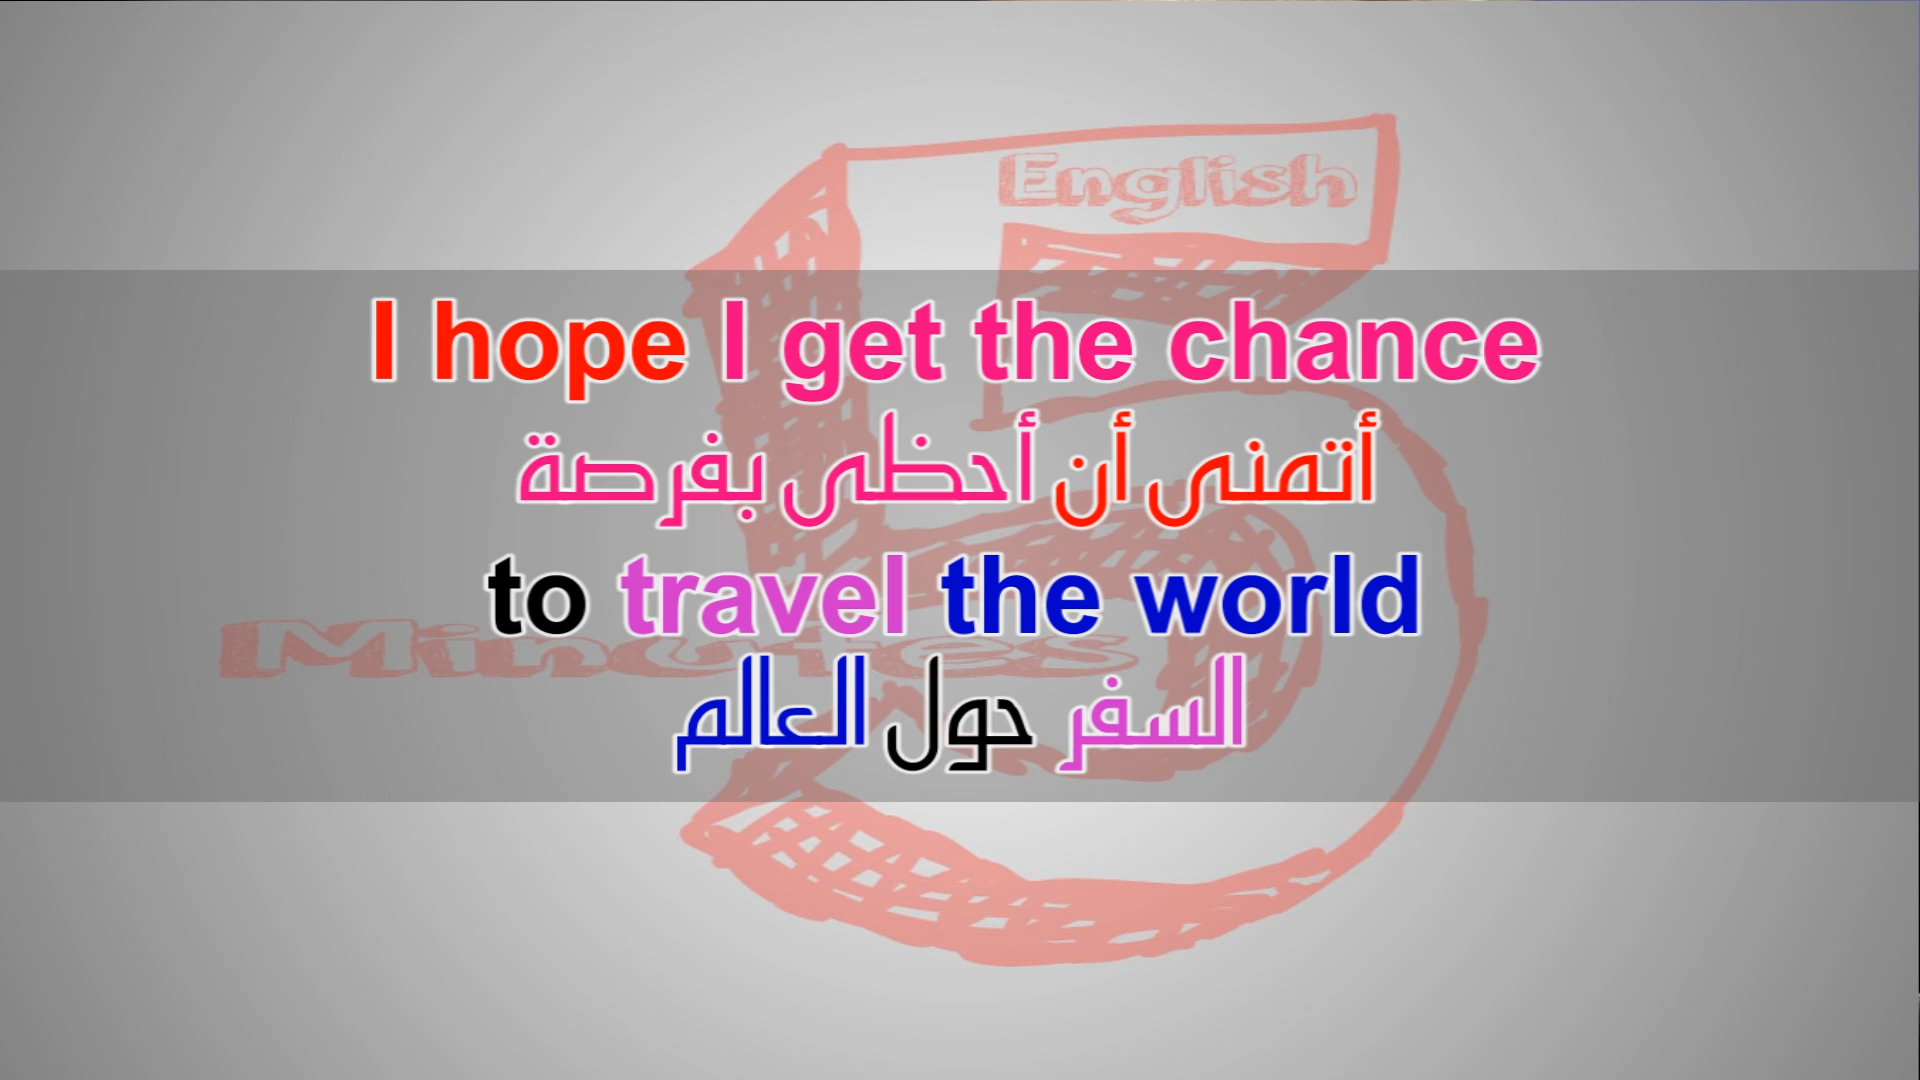 English
I hope I get the chance
أتمنى أن أحظى بفرصة
to travel the world
Minutes
السفر حول العالم